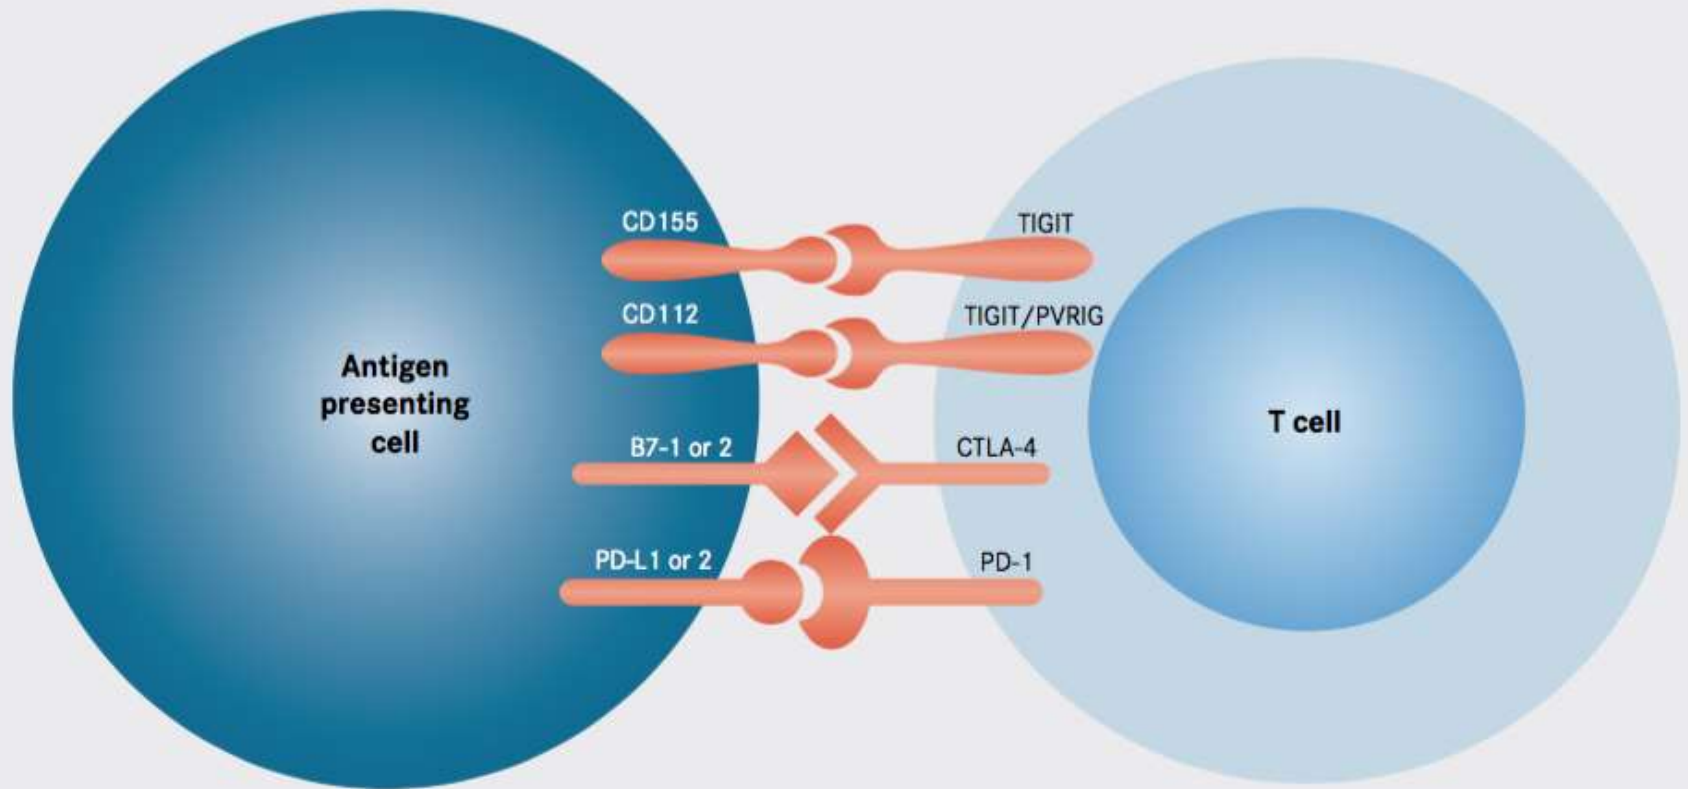 CD155
TIGIT
CD112
TIGIT/PVRIG
Antigen
presenting
cell
T cell
B7-1 or 2
CTLA-4
PD-L1 or 2
PD-1